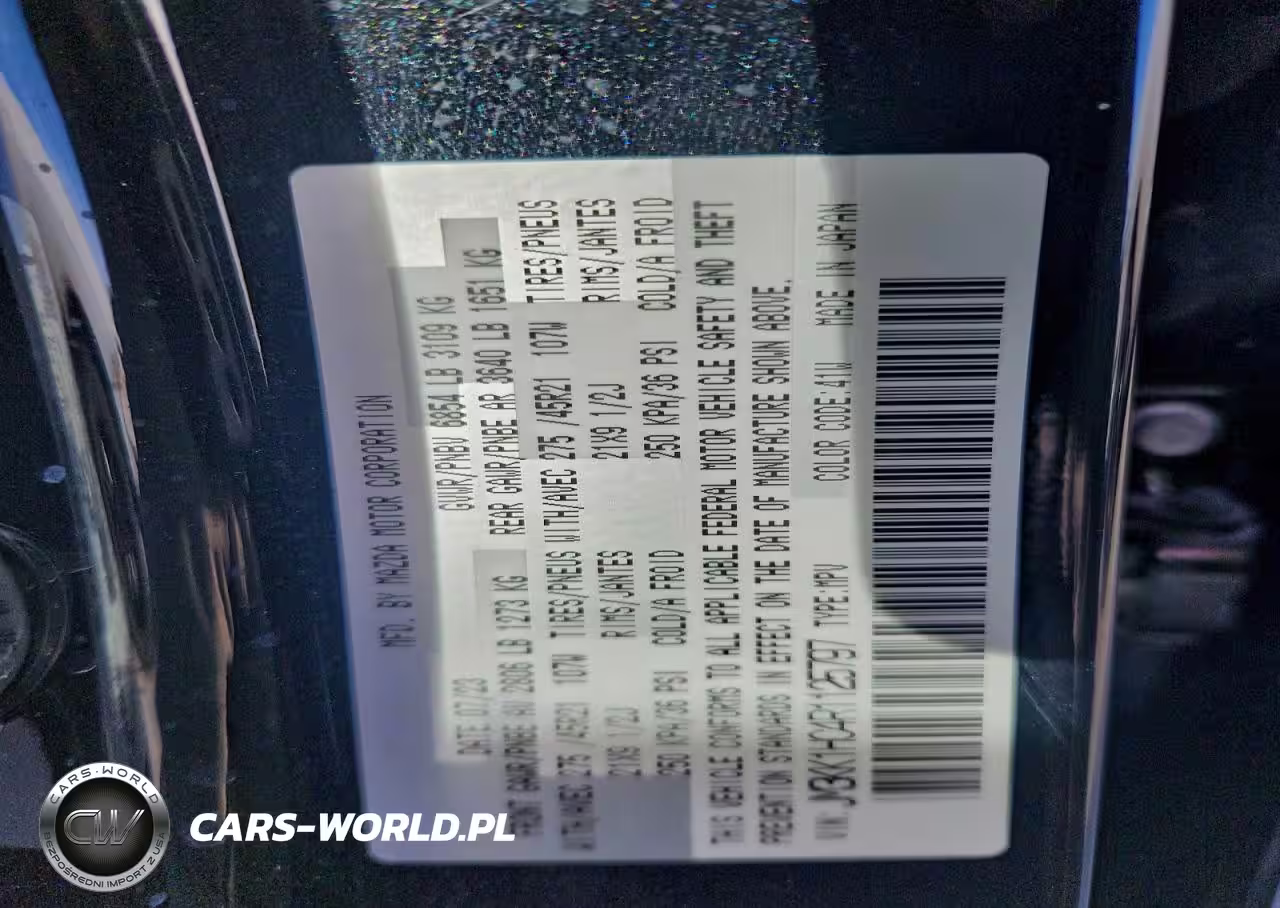 MFD. BY MAZDA MOTOR CORPORATION
DATE 07/23 GVWR/PNBV 6854 LB 3109 KG
FRONT GAWR/PNBE AV 2806 LB 1273 KG REAR GAWR/PNBE AR 3640 LB 1651 KG
WITH/AVEC 275 /45R21 107W TIRES/PNEUS WITH/AVEC 275 /45R21 107W TIRES/PNEUS
21X9 1/2J RIMS/JANTES 21X9 1/2J RIMS/JANTES
250 KPA/36 PSI COLD/A FROID 250 KPA/36 PSI COLD/A FROID
THIS VEHICLE CONFORMS TO ALL APPLICABLE FEDERAL MOTOR VEHICLE SAFETY AND THEFT
PREVENTION STANDARDS IN EFFECT ON THE DATE OF MANUFACTURE SHOWN ABOVE.
VIN: TYPE:MPV COLOR CODE:41W MADE IN JAPAN
CARS-WORLD
CW
BEZPOŚREDNI IMPORT Z USA
CARS-WORLD.PL